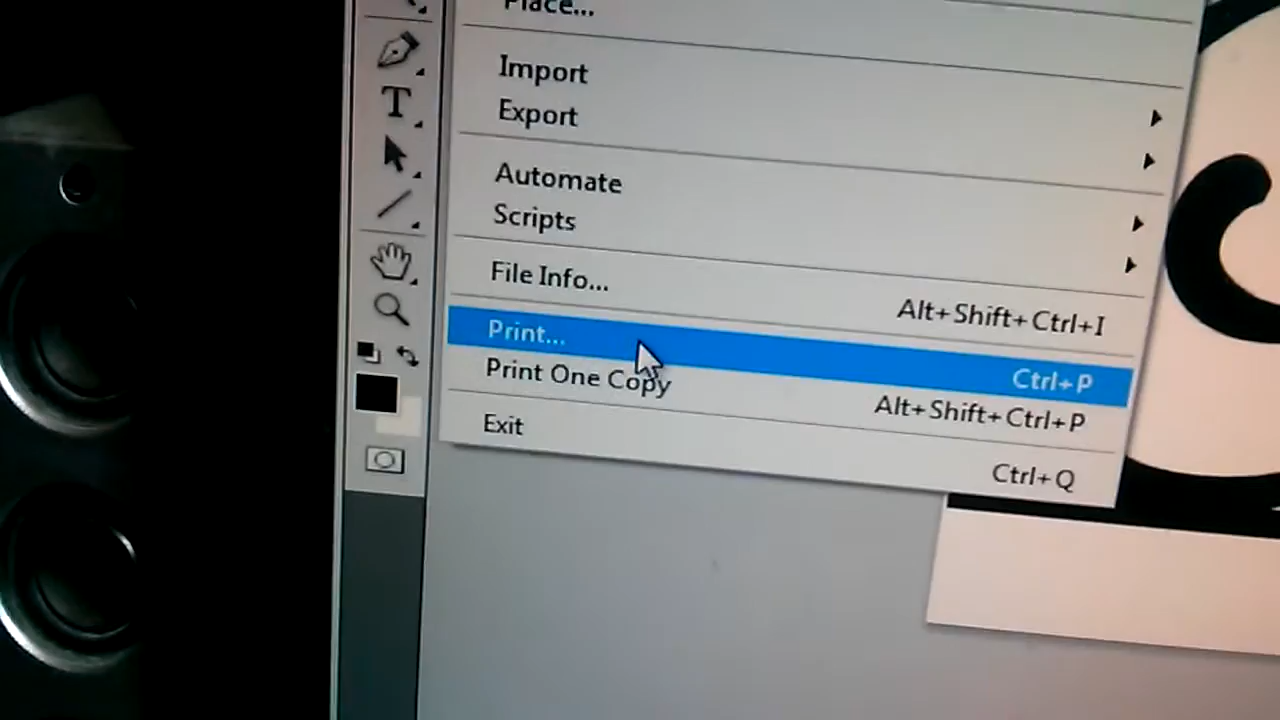 Place...
Import
Export
Automate
Scripts
File Info... Alt+Shift+Ctrl+I
Print... Ctrl+P
Print One Copy Alt+Shift+Ctrl+P
Exit Ctrl+Q
T